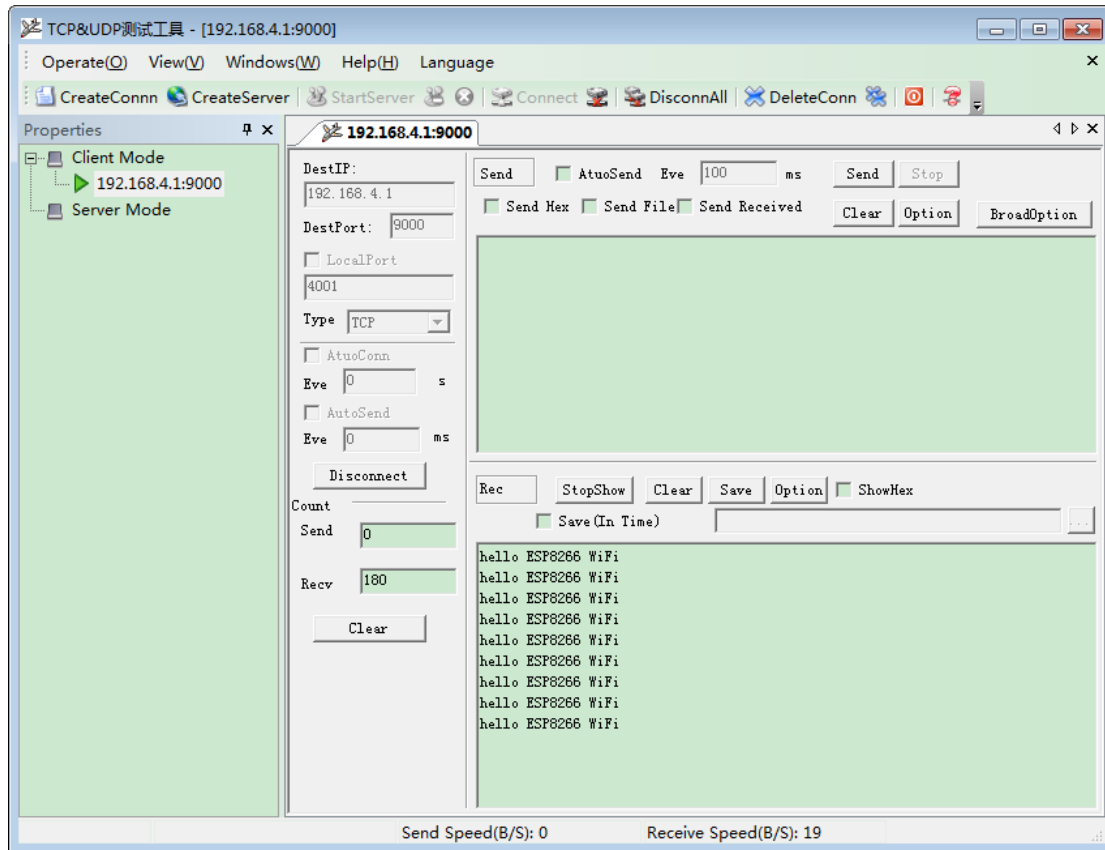 TCP&UDP测试工具 - [192.168.4.1:9000]
Operate(O) View(V) Windows(W) Help(H) Language
CreateConnn CreateServer StartServer Connect DisconnAll DeleteConn
Properties
Client Mode
192.168.4.1:9000
Server Mode
192.168.4.1:9000
DestIP:
192.168.4.1
DestPort: 9000
LocalPort
4001
Type TCP
AtuoConn
Eve 0 s
AutoSend
Eve 0 ms
Disconnect
Count
Send 0
Recv 180
Clear
Send AtuoSend Eve 100 ms Send Stop
Send Hex Send File Send Received Clear Option BroadOption
Rec StopShow Clear Save Option ShowHex
Save(In Time) ...
hello ESP8266 WiFi
hello ESP8266 WiFi
hello ESP8266 WiFi
hello ESP8266 WiFi
hello ESP8266 WiFi
hello ESP8266 WiFi
hello ESP8266 WiFi
hello ESP8266 WiFi
hello ESP8266 WiFi
Send Speed(B/S): 0 Receive Speed(B/S): 19